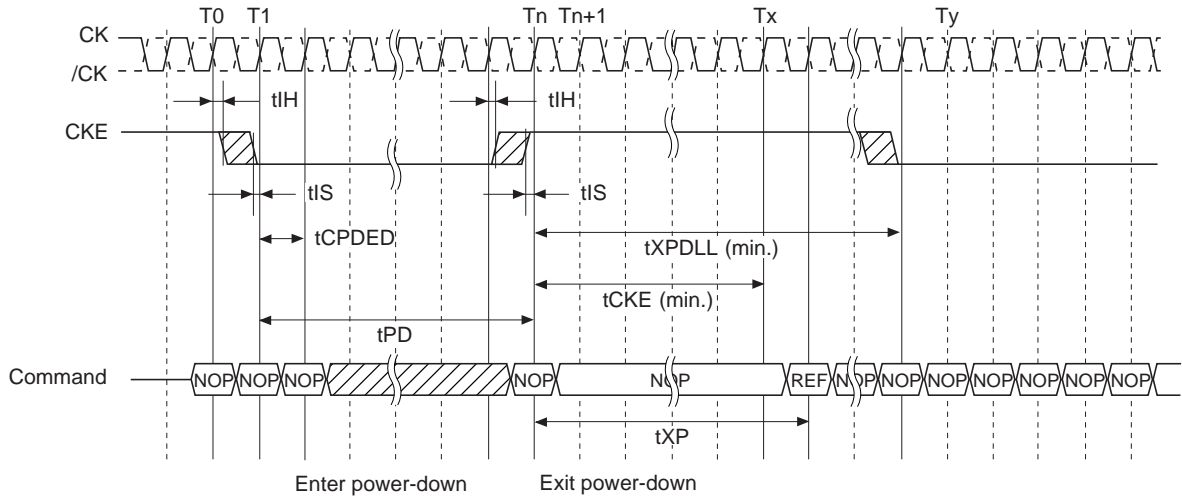 T0 T1 Tn Tn+1 Tx Ty
CK
/CK
tIH tIH
CKE
tIS tIS
tCPDED
tXPDLL (min.)
tCKE (min.)
tPD
Command NOP NOP NOP NOP NOP REF NOP NOP NOP NOP NOP NOP NOP
tXP
Enter power-down Exit power-down